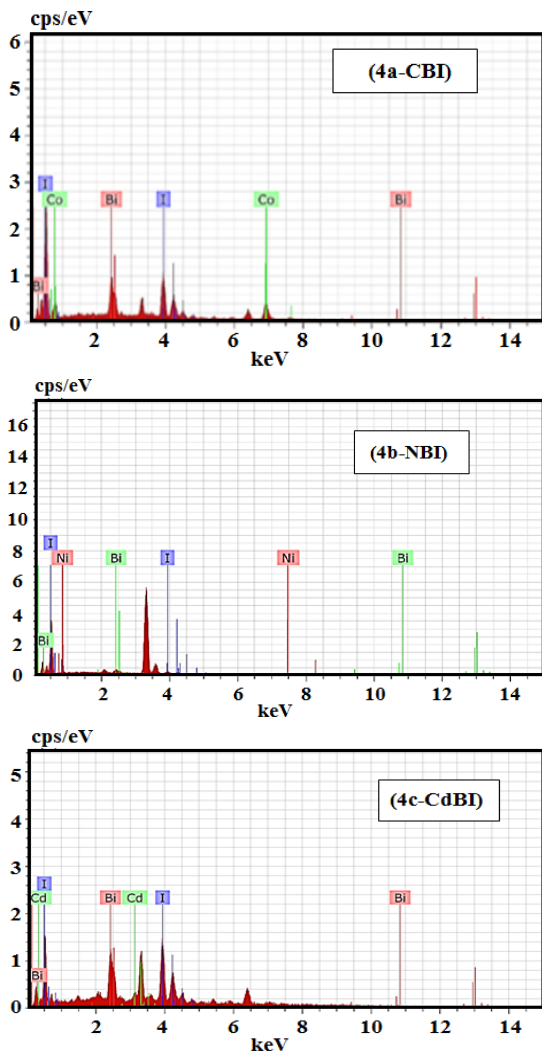 cps/eV
6
(4a-CBI)
5
4
3
I
Co
Bi
I
Co
Bi
2
1
Bi
0
2 4 6 8 10 12 14
keV
cps/eV
16
(4b-NBI)
14
12
10
8
I
Ni
Bi
I
Ni
Bi
6
4
2
Bi
0
2 4 6 8 10 12 14
keV
cps/eV
5
(4c-CdBI)
4
3
I
Cd
Bi
Cd
I
Bi
2
1
Bi
0
2 4 6 8 10 12 14
keV